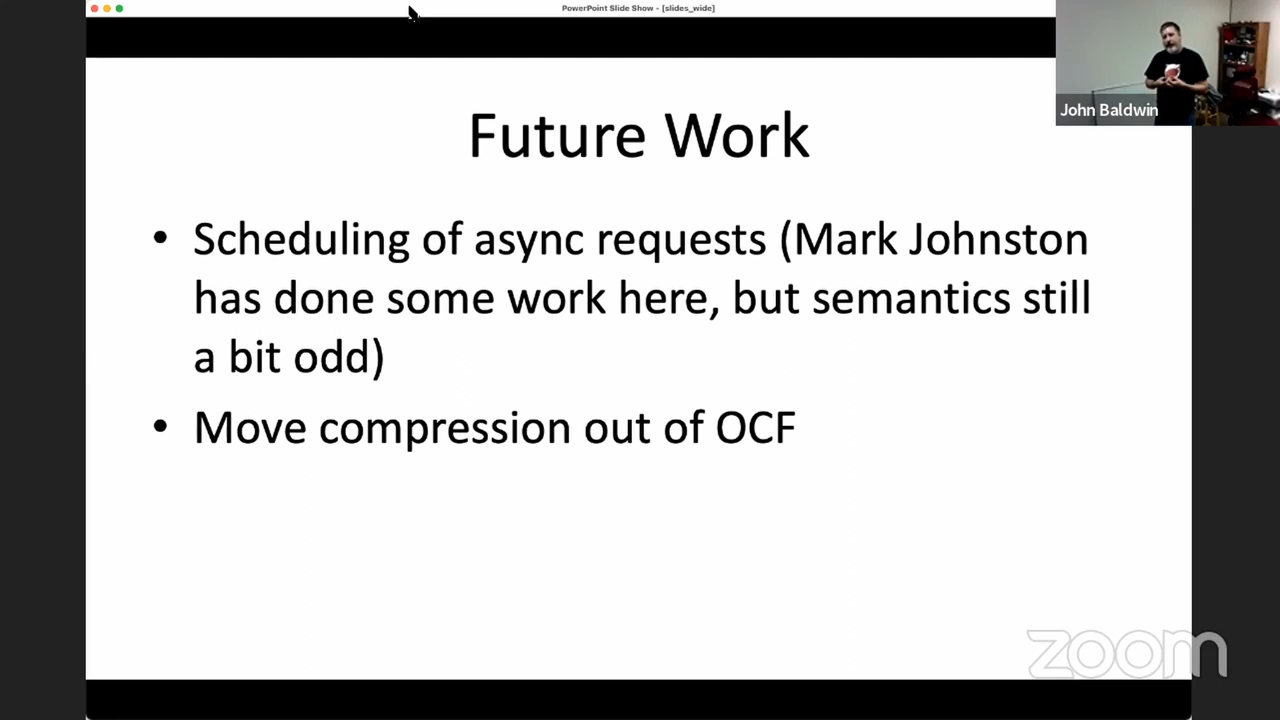 PowerPoint Slide Show - [slides_wide]
John Baldwin
Future Work
• Scheduling of async requests (Mark Johnston
has done some work here, but semantics still
a bit odd)
• Move compression out of OCF
zoom